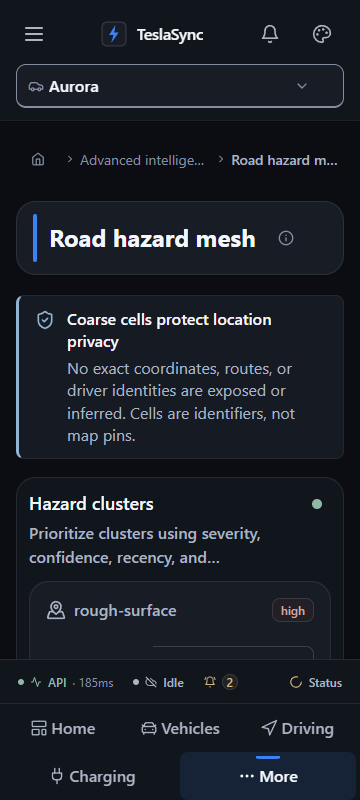 TeslaSync
Aurora
Advanced intellige... Road hazard m...
Road hazard mesh
Coarse cells protect location
privacy
No exact coordinates, routes, or
driver identities are exposed or
inferred. Cells are identifiers, not
map pins.
Hazard clusters
Prioritize clusters using severity,
confidence, recency, and...
rough-surface high
API · 185ms Idle 2 Status
Home Vehicles Driving
Charging More